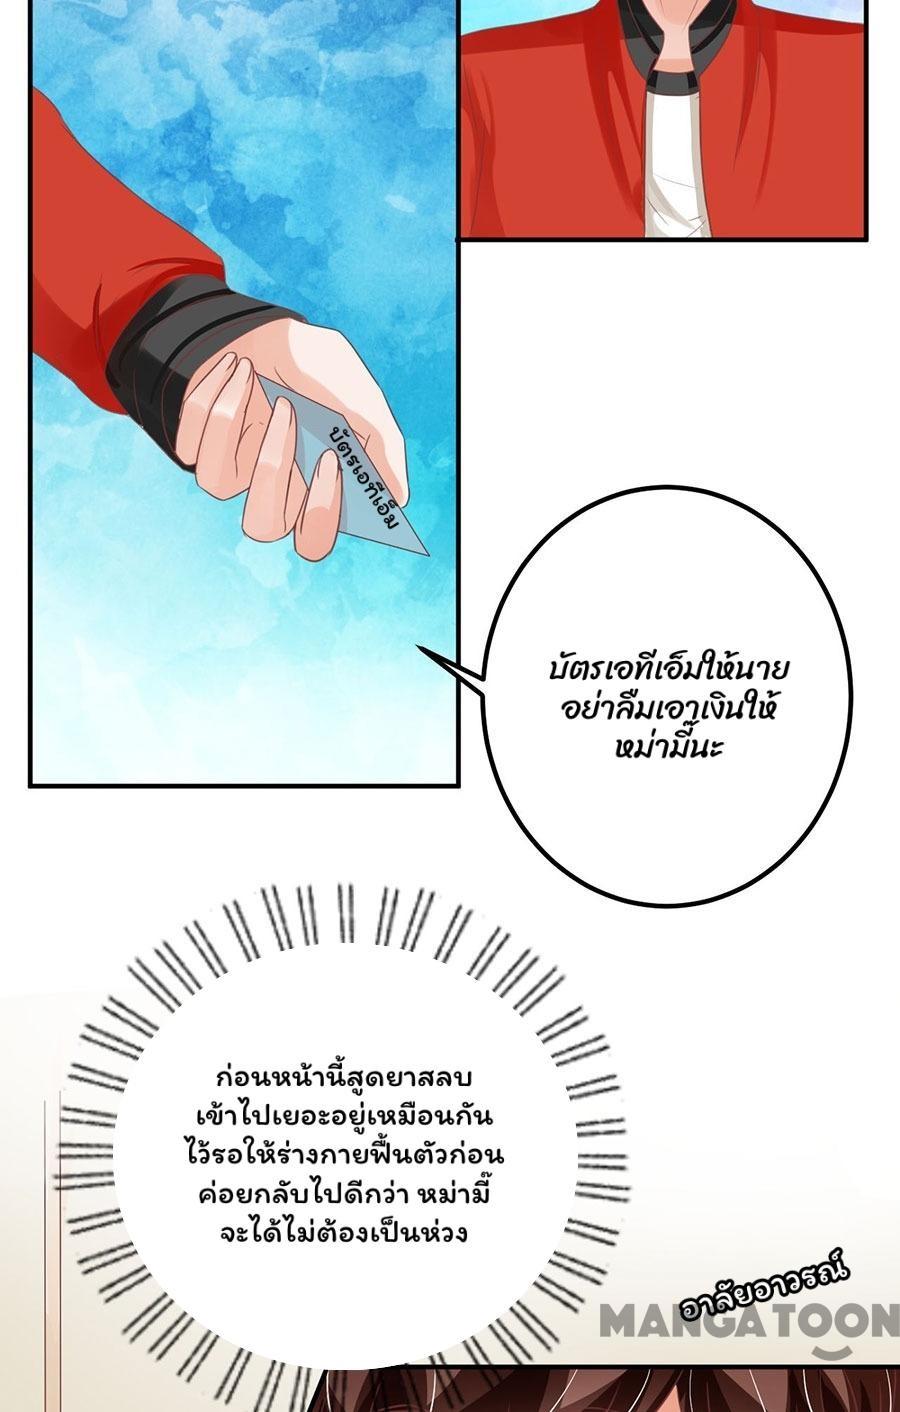 บัตรเอทีเอ็ม
บัตรเอทีเอ็มให้นาย
อย่าลืมเอาเงินให้
หม่ามี๊นะ
ก่อนหน้านี้สูดยาสลบ
เข้าไปเยอะอยู่เหมือนกัน
ไว้รอให้ร่างกายฟื้นตัวก่อน
ค่อยกลับไปดีกว่า หม่ามี๊
จะได้ไม่ต้องเป็นห่วง
อาลัยอาวรณ์
MANGATOON